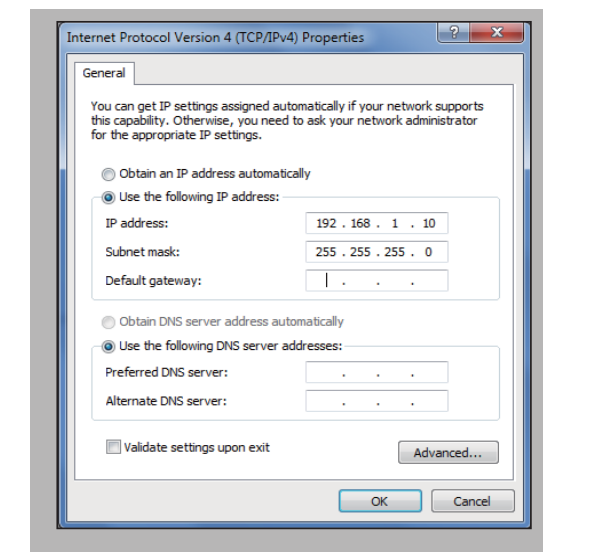 Internet Protocol Version 4 (TCP/IPv4) Properties
General
You can get IP settings assigned automatically if your network supports
this capability. Otherwise, you need to ask your network administrator
for the appropriate IP settings.
Obtain an IP address automatically
Use the following IP address:
IP address: 192 . 168 . 1 . 10
Subnet mask: 255 . 255 . 255 . 0
Default gateway: . . .
Obtain DNS server address automatically
Use the following DNS server addresses:
Preferred DNS server: . . .
Alternate DNS server: . . .
Validate settings upon exit
Advanced...
OK Cancel